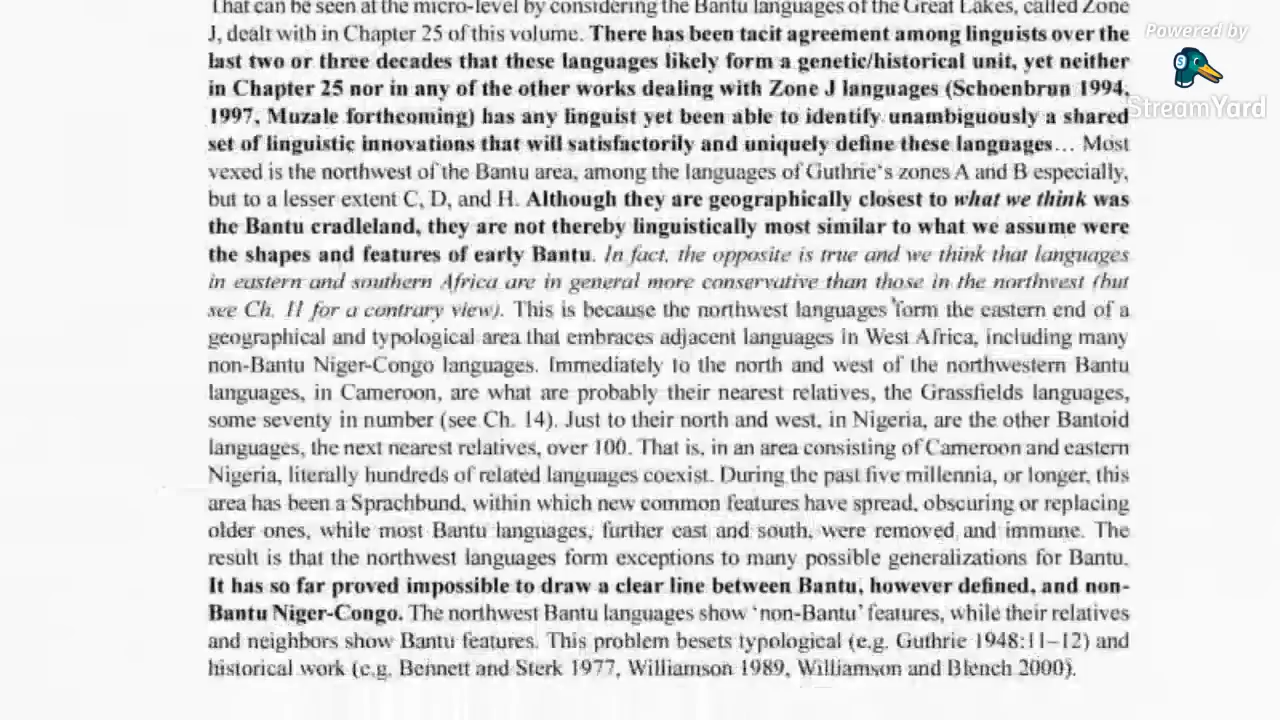 That can be seen at the micro-level by considering the Bantu languages of the Great Lakes, called Zone
J, dealt with in Chapter 25 of this volume. There has been tacit agreement among linguists over the
last two or three decades that these languages likely form a genetic/historical unit, yet neither
in Chapter 25 nor in any of the other works dealing with Zone J languages (Schoenbrun 1994,
1997, Muzale forthcoming) has any linguist yet been able to identify unambiguously a shared
set of linguistic innovations that will satisfactorily and uniquely define these languages… Most
vexed is the northwest of the Bantu area, among the languages of Guthrie's zones A and B especially,
but to a lesser extent C, D, and H. Although they are geographically closest to what we think was
the Bantu cradleland, they are not thereby linguistically most similar to what we assume were
the shapes and features of early Bantu. In fact, the opposite is true and we think that languages
in eastern and southern Africa are in general more conservative than those in the northwest (but
see Ch. 11 for a contrary view). This is because the northwest languages form the eastern end of a
geographical and typological area that embraces adjacent languages in West Africa, including many
non-Bantu Niger-Congo languages. Immediately to the north and west of the northwestern Bantu
languages, in Cameroon, are what are probably their nearest relatives, the Grassfields languages,
some seventy in number (see Ch. 14). Just to their north and west, in Nigeria, are the other Bantoid
languages, the next nearest relatives, over 100. That is, in an area consisting of Cameroon and eastern
Nigeria, literally hundreds of related languages coexist. During the past five millennia, or longer, this
area has been a Sprachbund, within which new common features have spread, obscuring or replacing
older ones, while most Bantu languages, further east and south, were removed and immune. The
result is that the northwest languages form exceptions to many possible generalizations for Bantu.
It has so far proved impossible to draw a clear line between Bantu, however defined, and non-
Bantu Niger-Congo. The northwest Bantu languages show 'non-Bantu' features, while their relatives
and neighbors show Bantu features. This problem besets typological (e.g. Guthrie 1948:11–12) and
historical work (e.g. Bennett and Sterk 1977, Williamson 1989, Williamson and Blench 2000).
Powered by
S
StreamYard